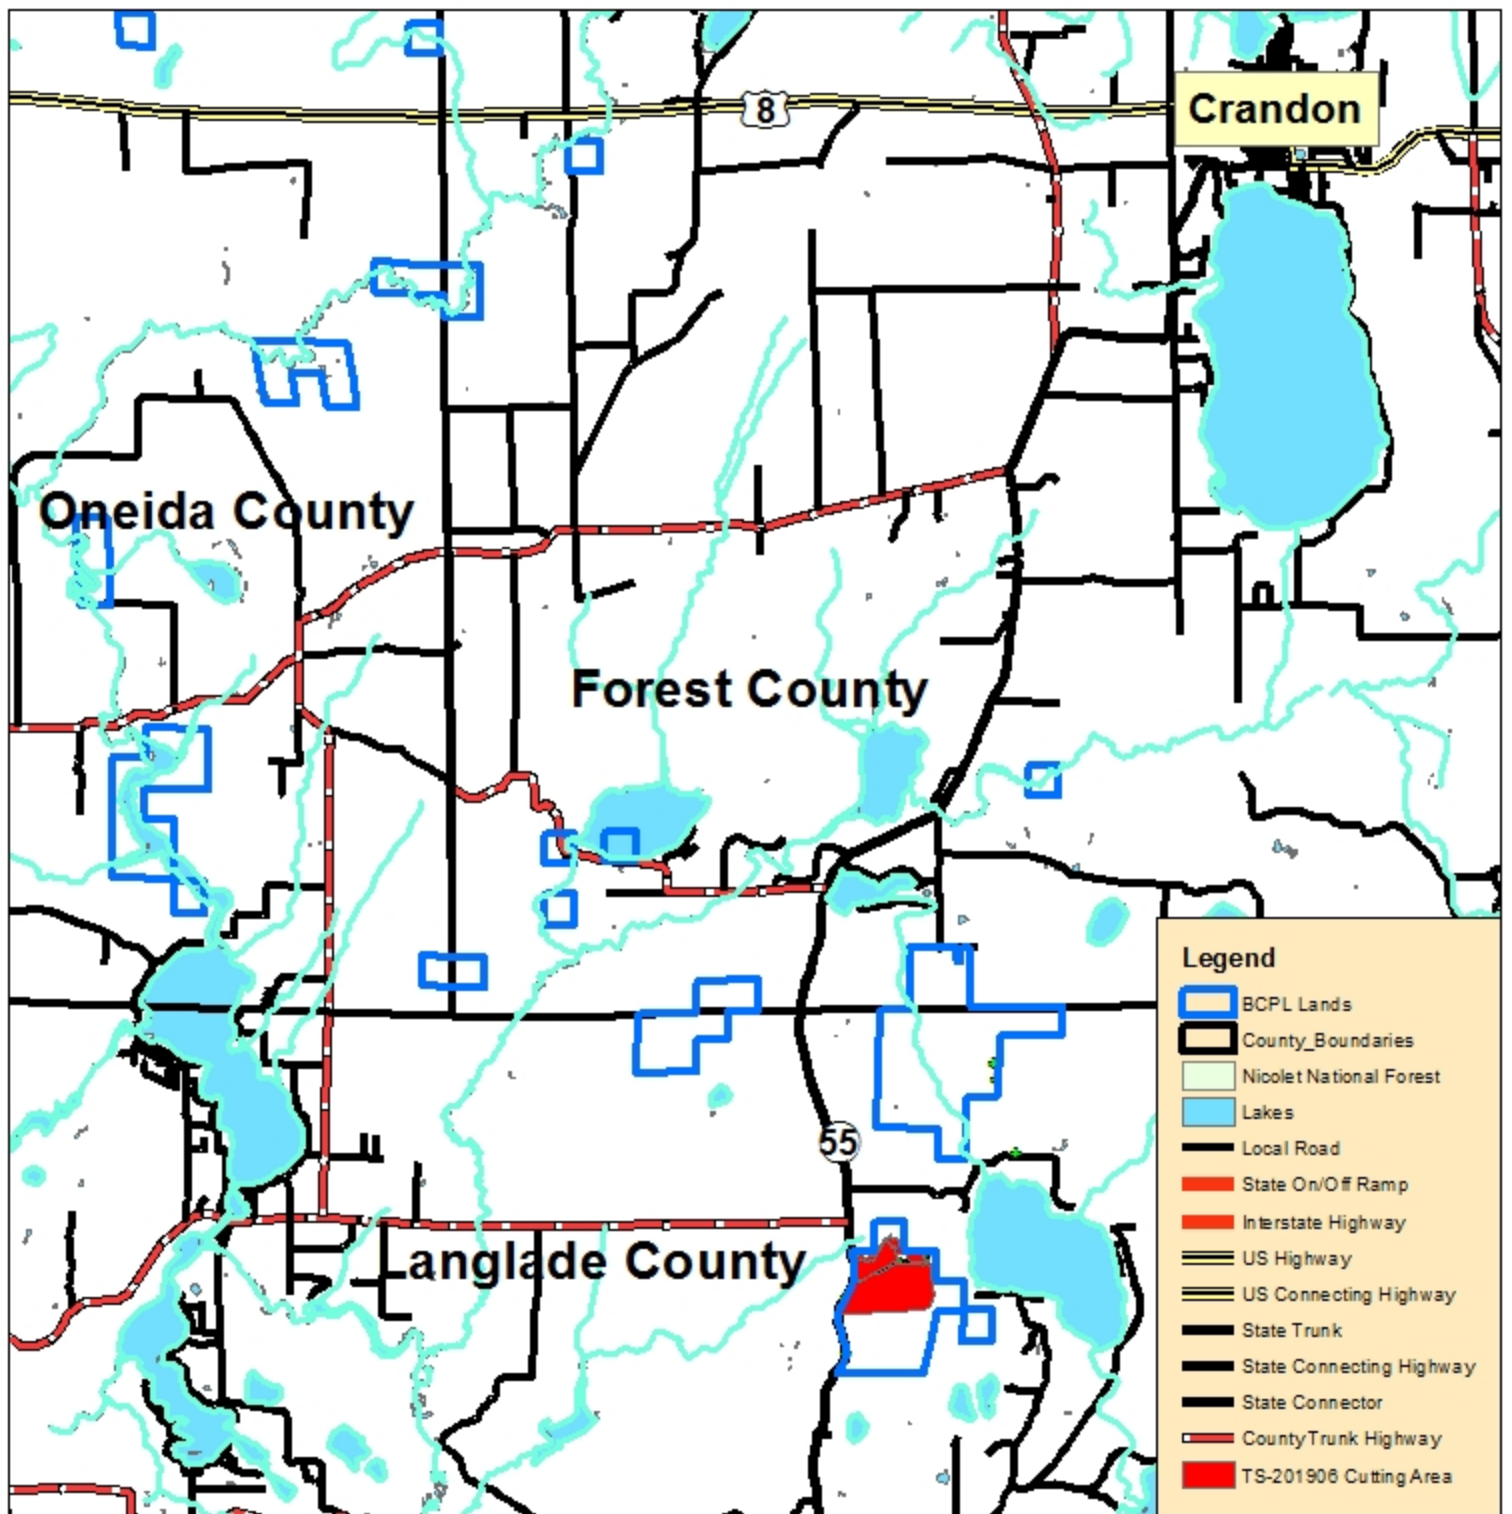 8
Crandon
Oneida County
Forest County
55
Langlade County
Legend
BCPL Lands
County_Boundaries
Nicolet National Forest
Lakes
Local Road
State On/Off Ramp
Interstate Highway
US Highway
US Connecting Highway
State Trunk
State Connecting Highway
State Connector
County Trunk Highway
TS-201906 Cutting Area